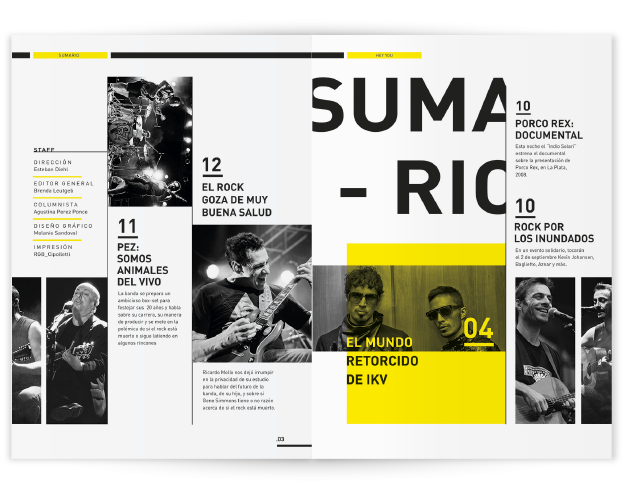 SUMARIO
HEY YOU
STAFF
DIRECCIÓN
Esteban Diehl
EDITOR GENERAL
Brenda Leutgeb
COLUMNISTA
Agustina Perez Ponce
DISEÑO GRÁFICO
Melanie Sandoval
IMPRESIÓN
RGB_Cipollotti
11
PEZ:
SOMOS
ANIMALES
DEL VIVO
La banda se prepara un
ambicioso box-set para
festejar sus 20 años y habla
sobre su carrera, su manera
de producir y se mete en la
polémica de si el rock está
muerto o sigue latiendo en
algunos rincones
12
EL ROCK
GOZA DE MUY
BUENA SALUD
Ricardo Mollo nos dejó irrumpir
en la privacidad de su estudio
para hablar del futuro de la
banda, de su hijo, y sobre si
Gene Simmons tiene o no razón
acerca de si el rock está muerto.
.03
SUMA
- RIO
04
EL MUNDO
RETORCIDO
DE IKV
10
PORCO REX:
DOCUMENTAL
Esta noche el "Indio Solari"
estrena el documental
sobre la presentación de
Porco Rex, en La Plata,
2008.
10
ROCK POR
LOS INUNDADOS
En un evento solidario, tocarán
el 2 de septiembre Kevin Johansen,
Baglietto, Aznar y más.